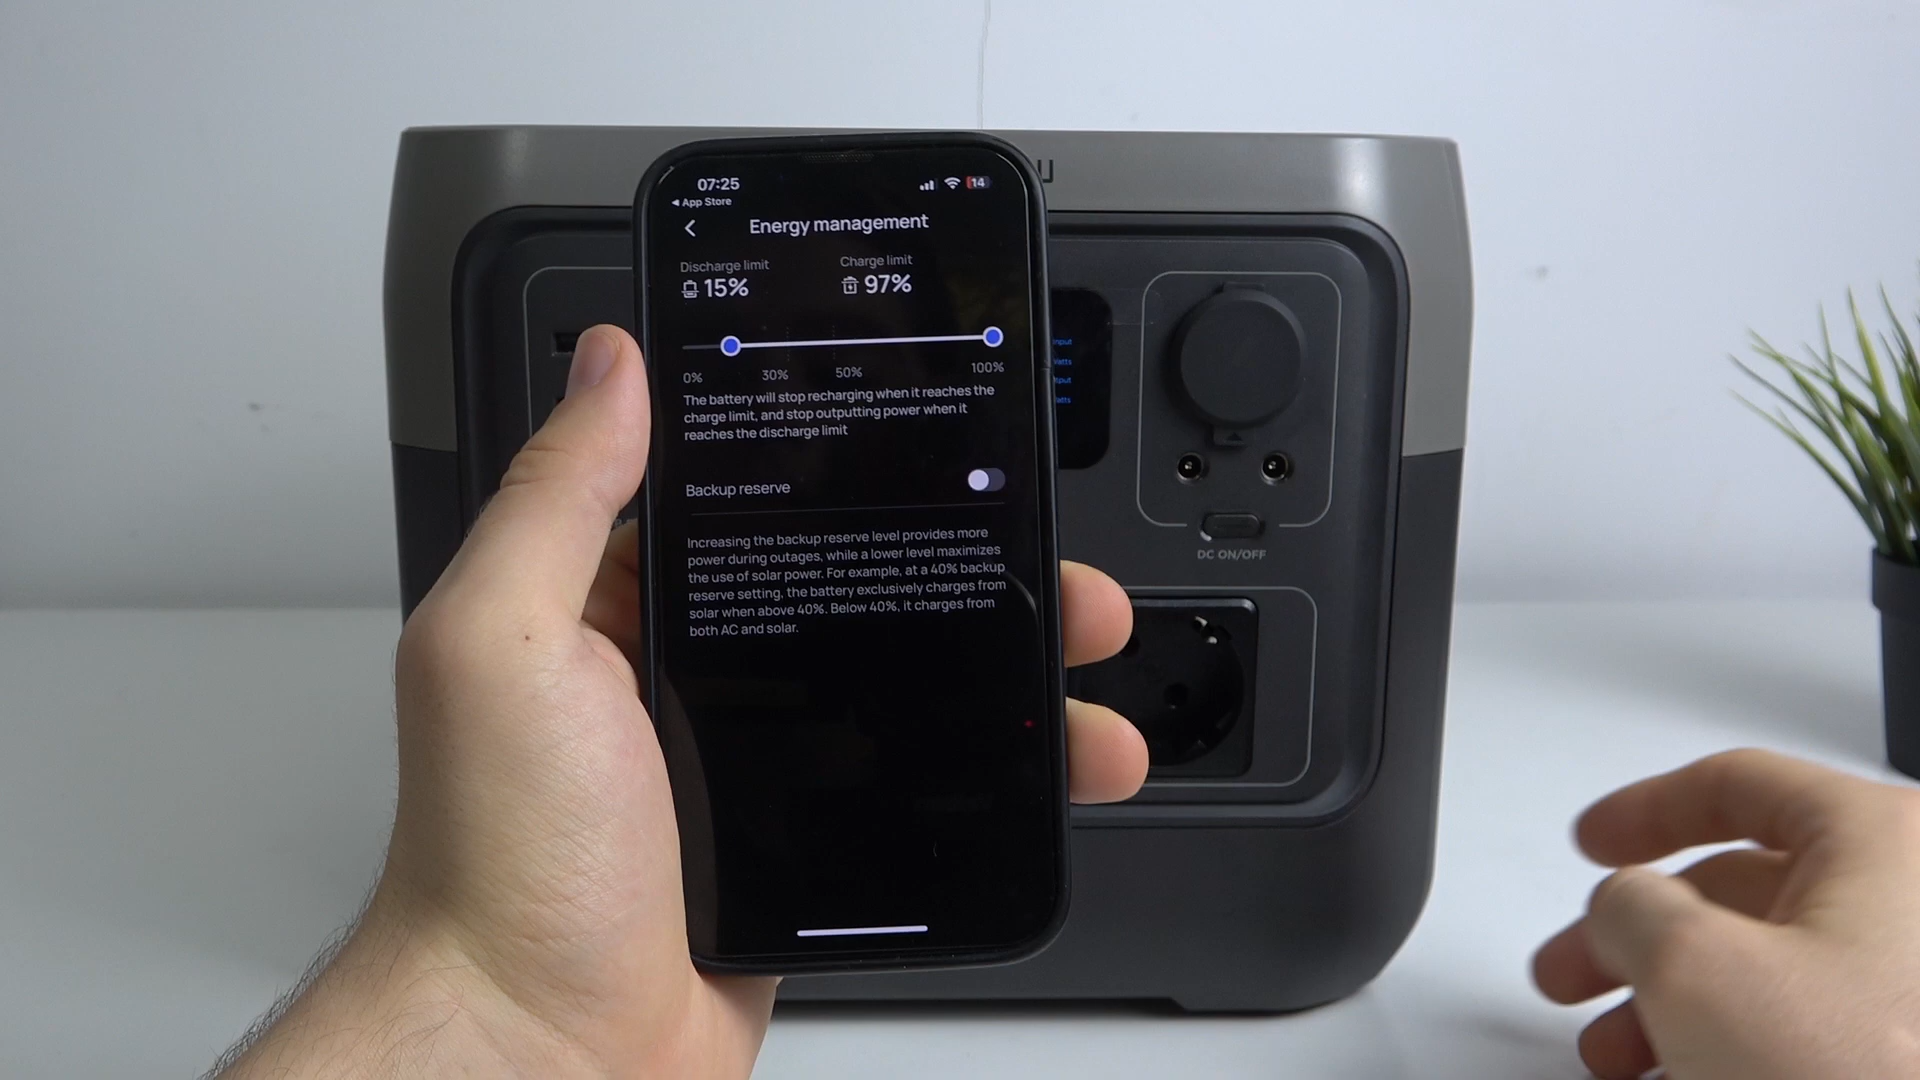 07:25
14
◂ App Store
Energy management
Discharge limit
Charge limit
15%
97%
0% 30% 50% 100%
The battery will stop recharging when it reaches the
charge limit, and stop outputting power when it
reaches the discharge limit
Backup reserve
Increasing the backup reserve level provides more
power during outages, while a lower level maximizes
the use of solar power. For example, at a 40% backup
reserve setting, the battery exclusively charges from
solar when above 40%. Below 40%, it charges from
both AC and solar.
DC ON/OFF